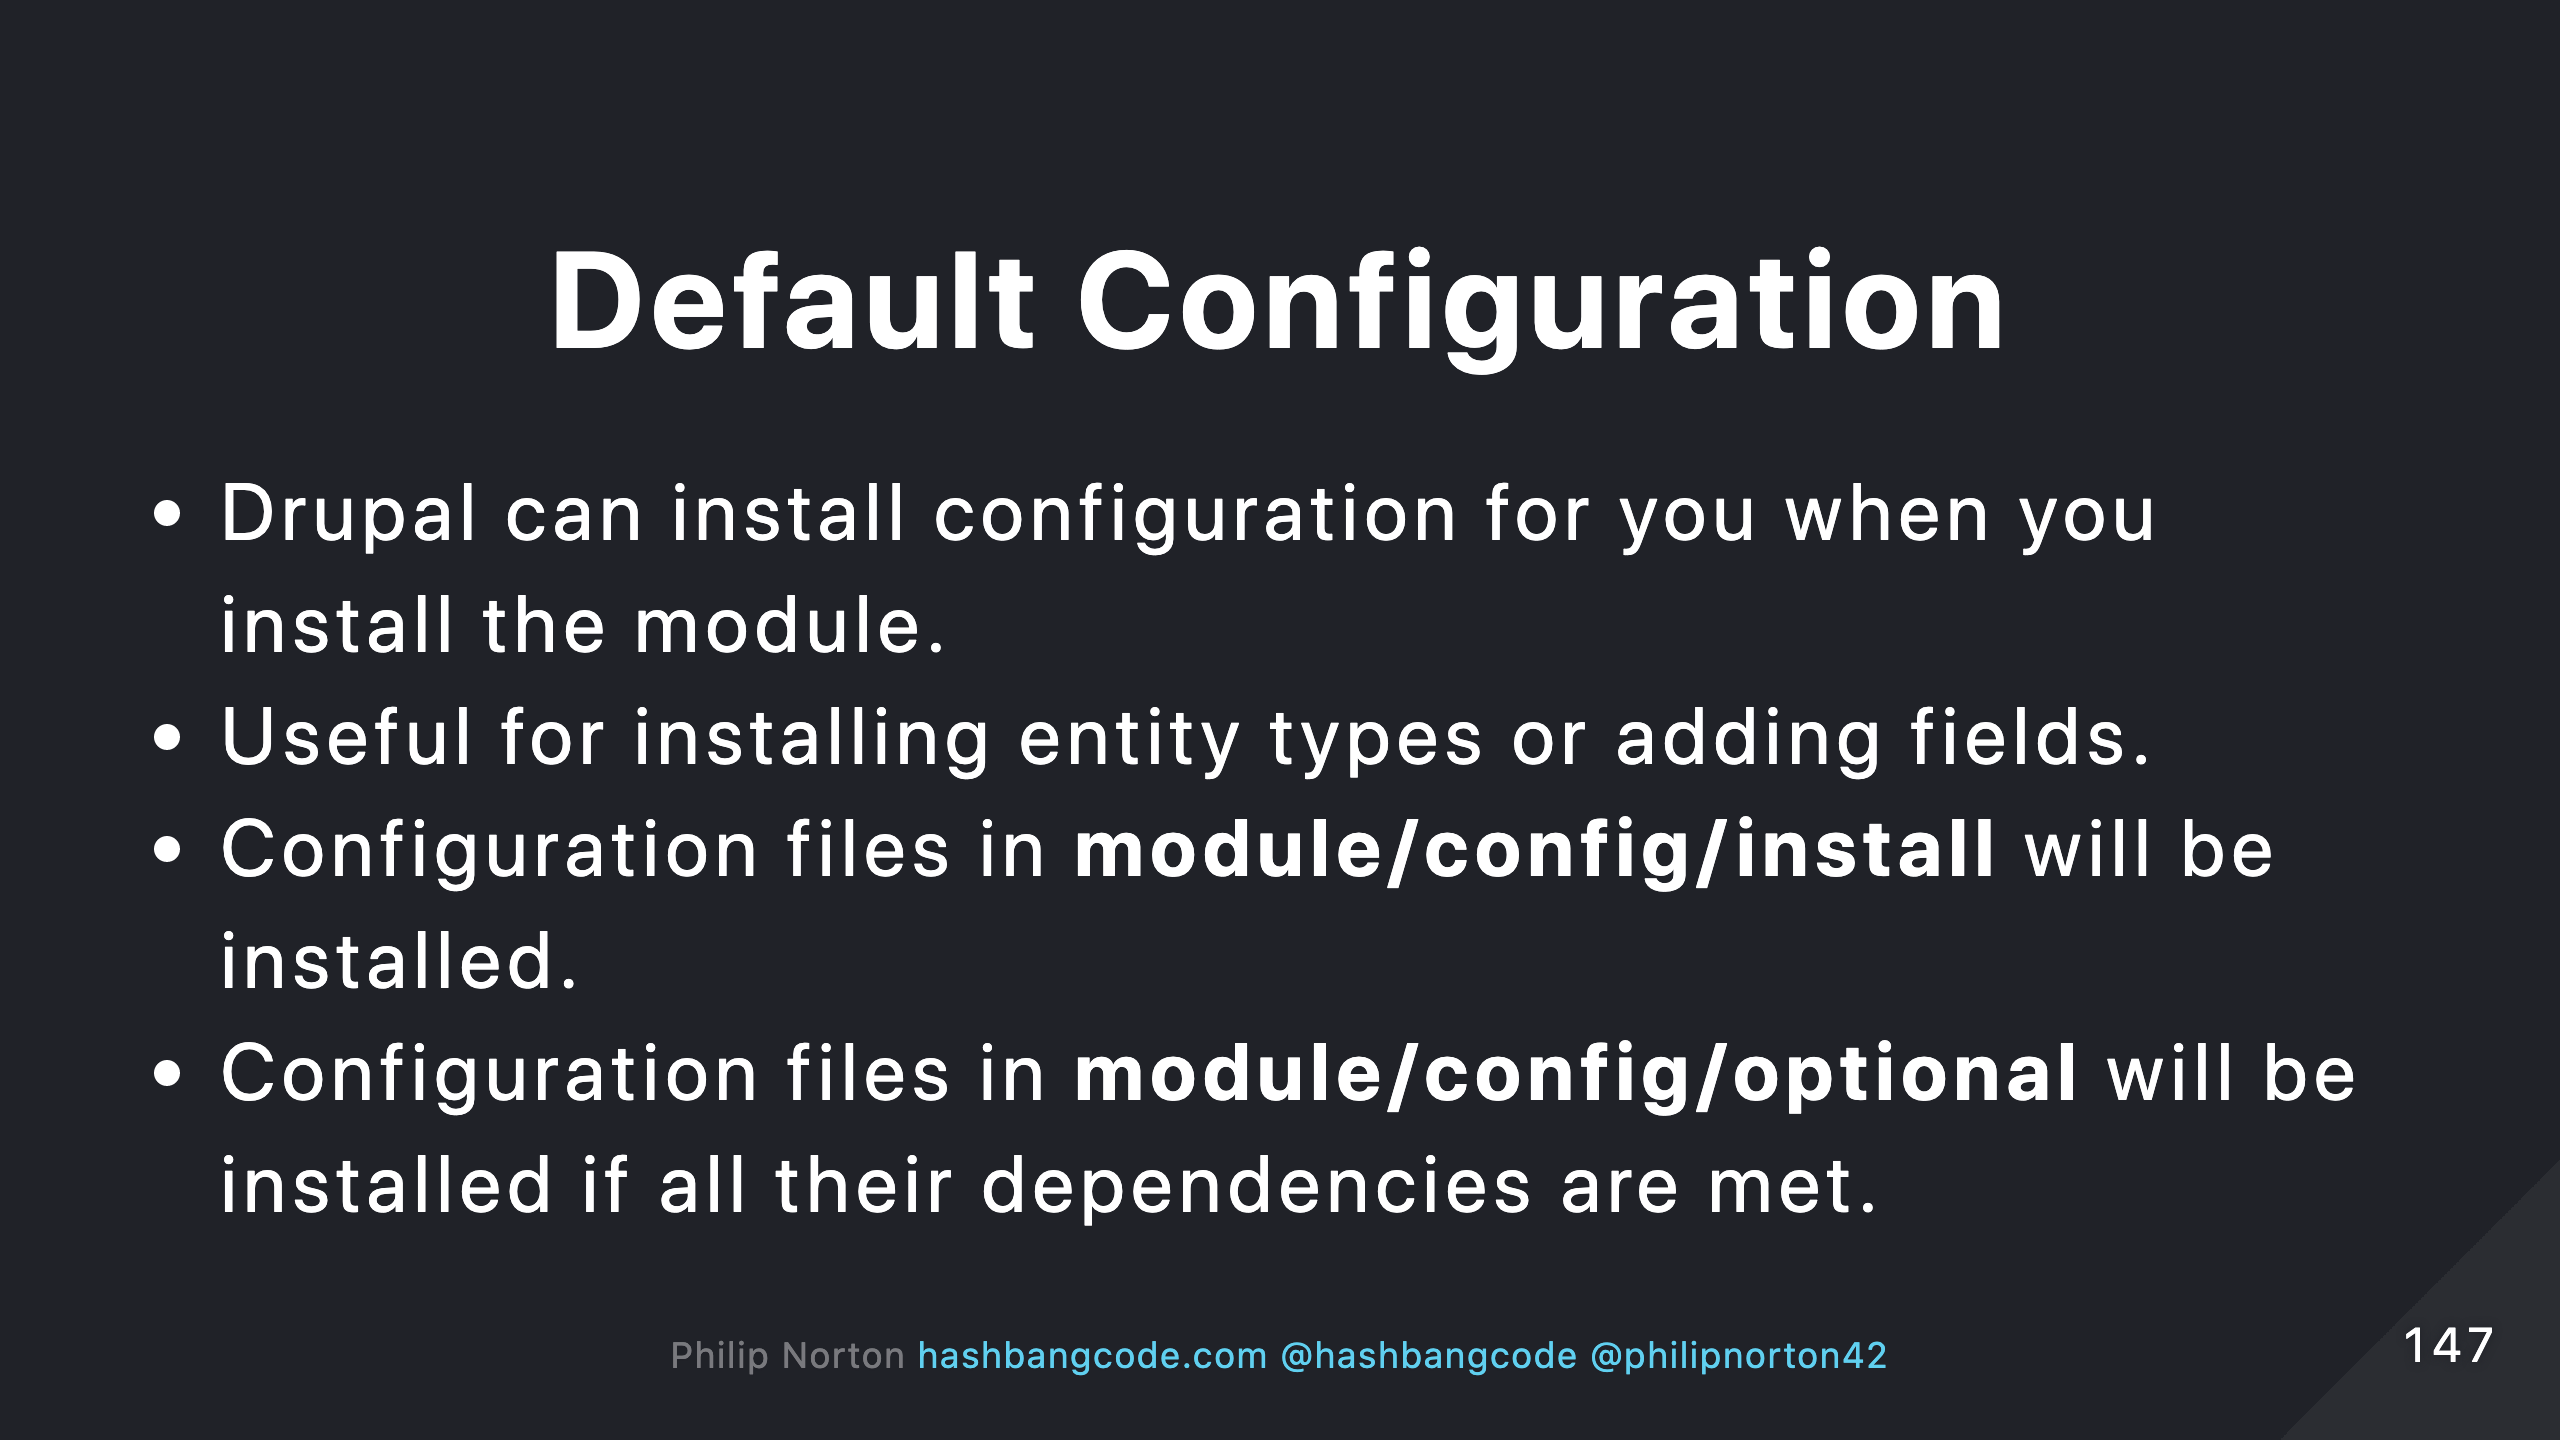 Default Configuration
• Drupal can install configuration for you when you
install the module.
• Useful for installing entity types or adding fields.
• Configuration files in module/config/install will be
installed.
• Configuration files in module/config/optional will be
installed if all their dependencies are met.
Philip Norton hashbangcode.com @hashbangcode @philipnorton42
147